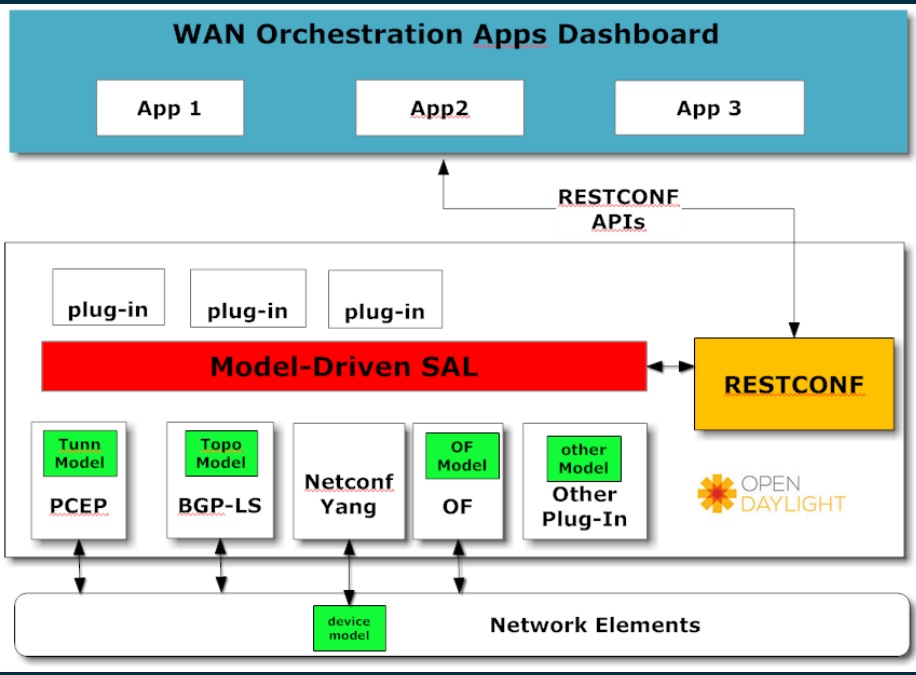 WAN Orchestration Apps Dashboard
App 1
App2
App 3
RESTCONF
APIs
plug-in
plug-in
plug-in
Model-Driven SAL
RESTCONF
Tunn
Model
PCEP
Topo
Model
BGP-LS
Netconf
Yang
OF
Model
OF
other
Model
Other
Plug-In
OPEN
DAYLIGHT
device
model
Network Elements